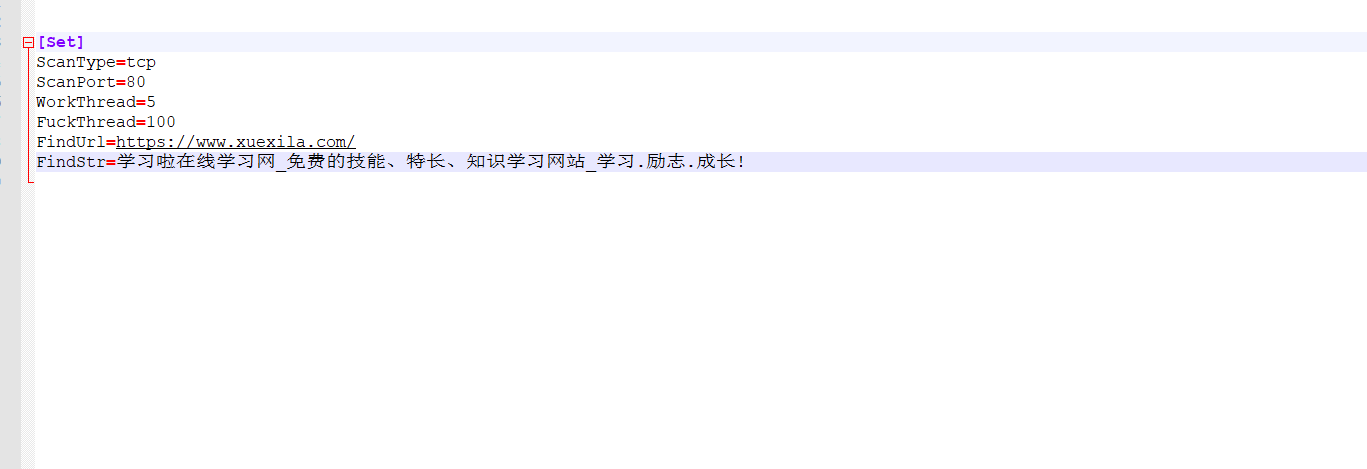 [Set]
ScanType=tcp
ScanPort=80
WorkThread=5
FuckThread=100
FindUrl=https://www.xuexila.com/
FindStr=学习啦在线学习网_免费的技能、特长、知识学习网站_学习.励志.成长!